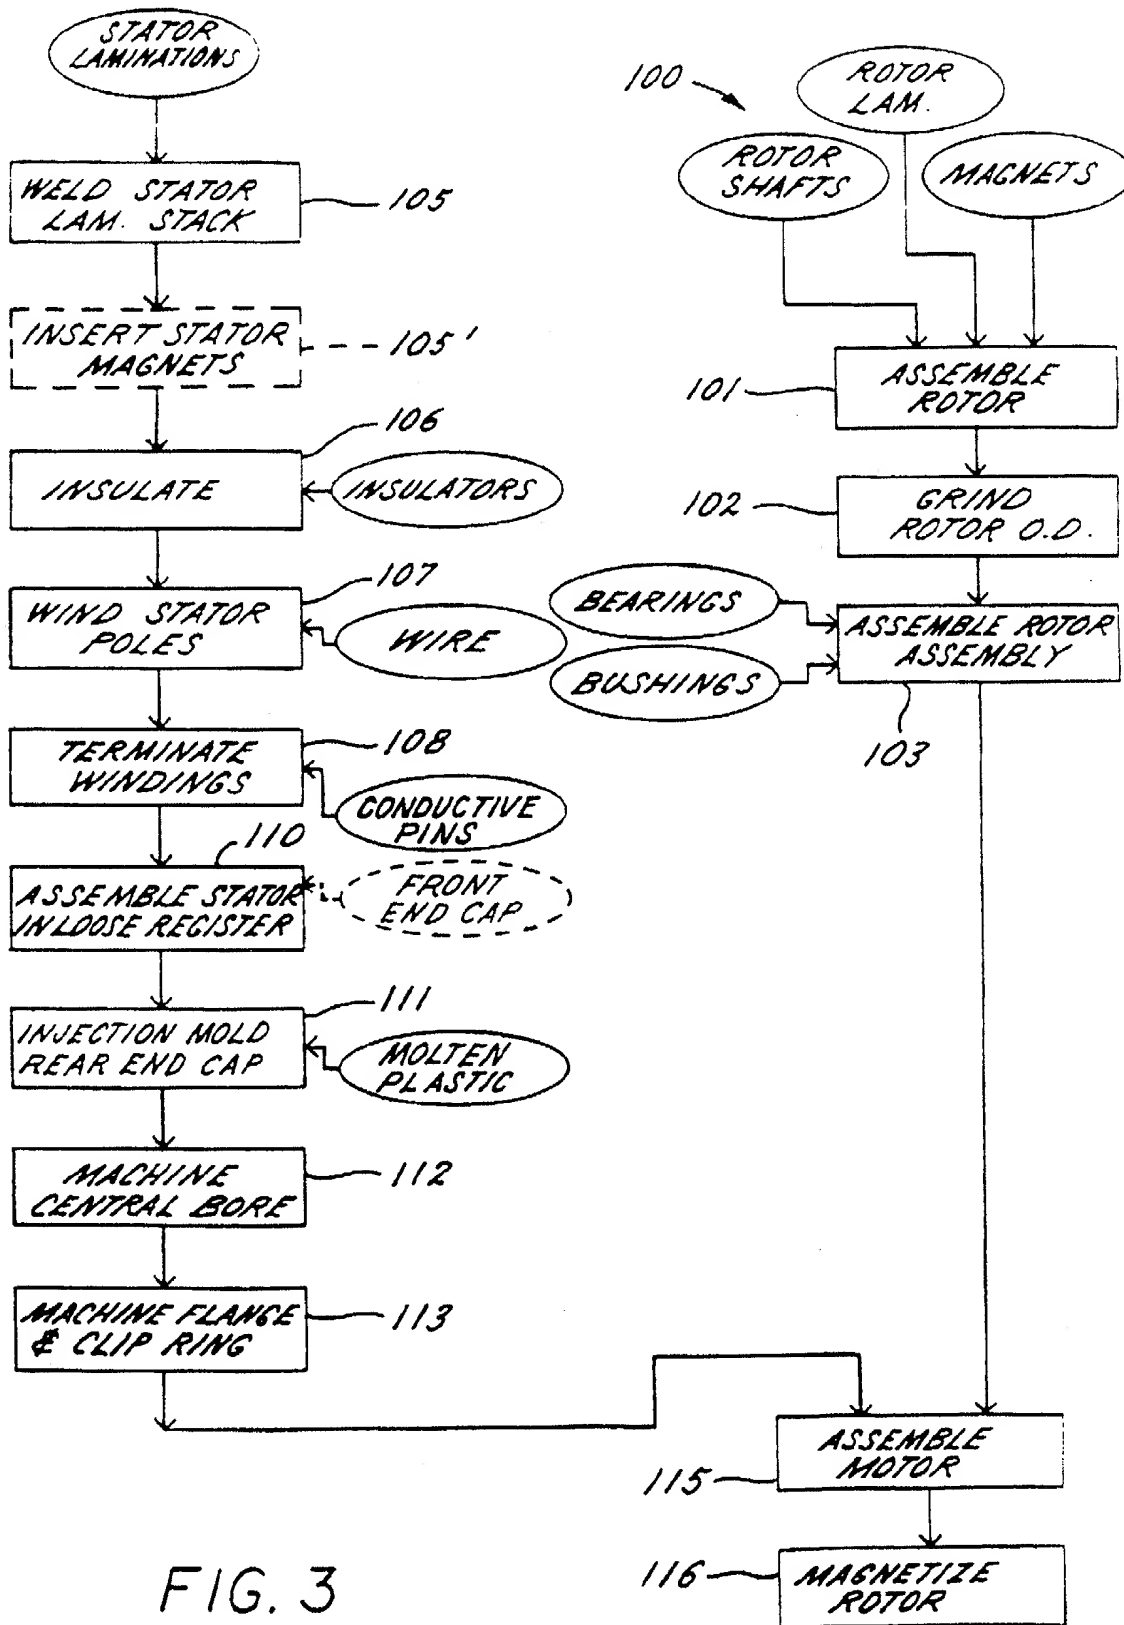 STATOR
LAMINATIONS
WELD STATOR
LAM. STACK
105
INSERT STATOR
MAGNETS
105'
106
INSULATE
INSULATORS
107
WIND STATOR
POLES
WIRE
108
TERMINATE
WINDINGS
CONDUCTIVE
PINS
110
ASSEMBLE STATOR
IN LOOSE REGISTER
FRONT
END CAP
111
INJECTION MOLD
REAR END CAP
MOLTEN
PLASTIC
MACHINE
CENTRAL BORE
112
MACHINE FLANGE
& CLIP RING
113
100
ROTOR
LAM.
ROTOR
SHAFTS
MAGNETS
101
ASSEMBLE
ROTOR
102
GRIND
ROTOR O.D.
BEARINGS
BUSHINGS
ASSEMBLE ROTOR
ASSEMBLY
103
ASSEMBLE
MOTOR
115
MAGNETIZE
ROTOR
116
FIG. 3